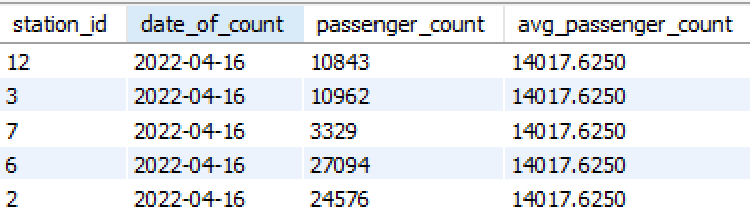 station_id date_of_count passenger_count avg_passenger_count
12 2022-04-16 10843 14017.6250
3 2022-04-16 10962 14017.6250
7 2022-04-16 3329 14017.6250
6 2022-04-16 27094 14017.6250
2 2022-04-16 24576 14017.6250